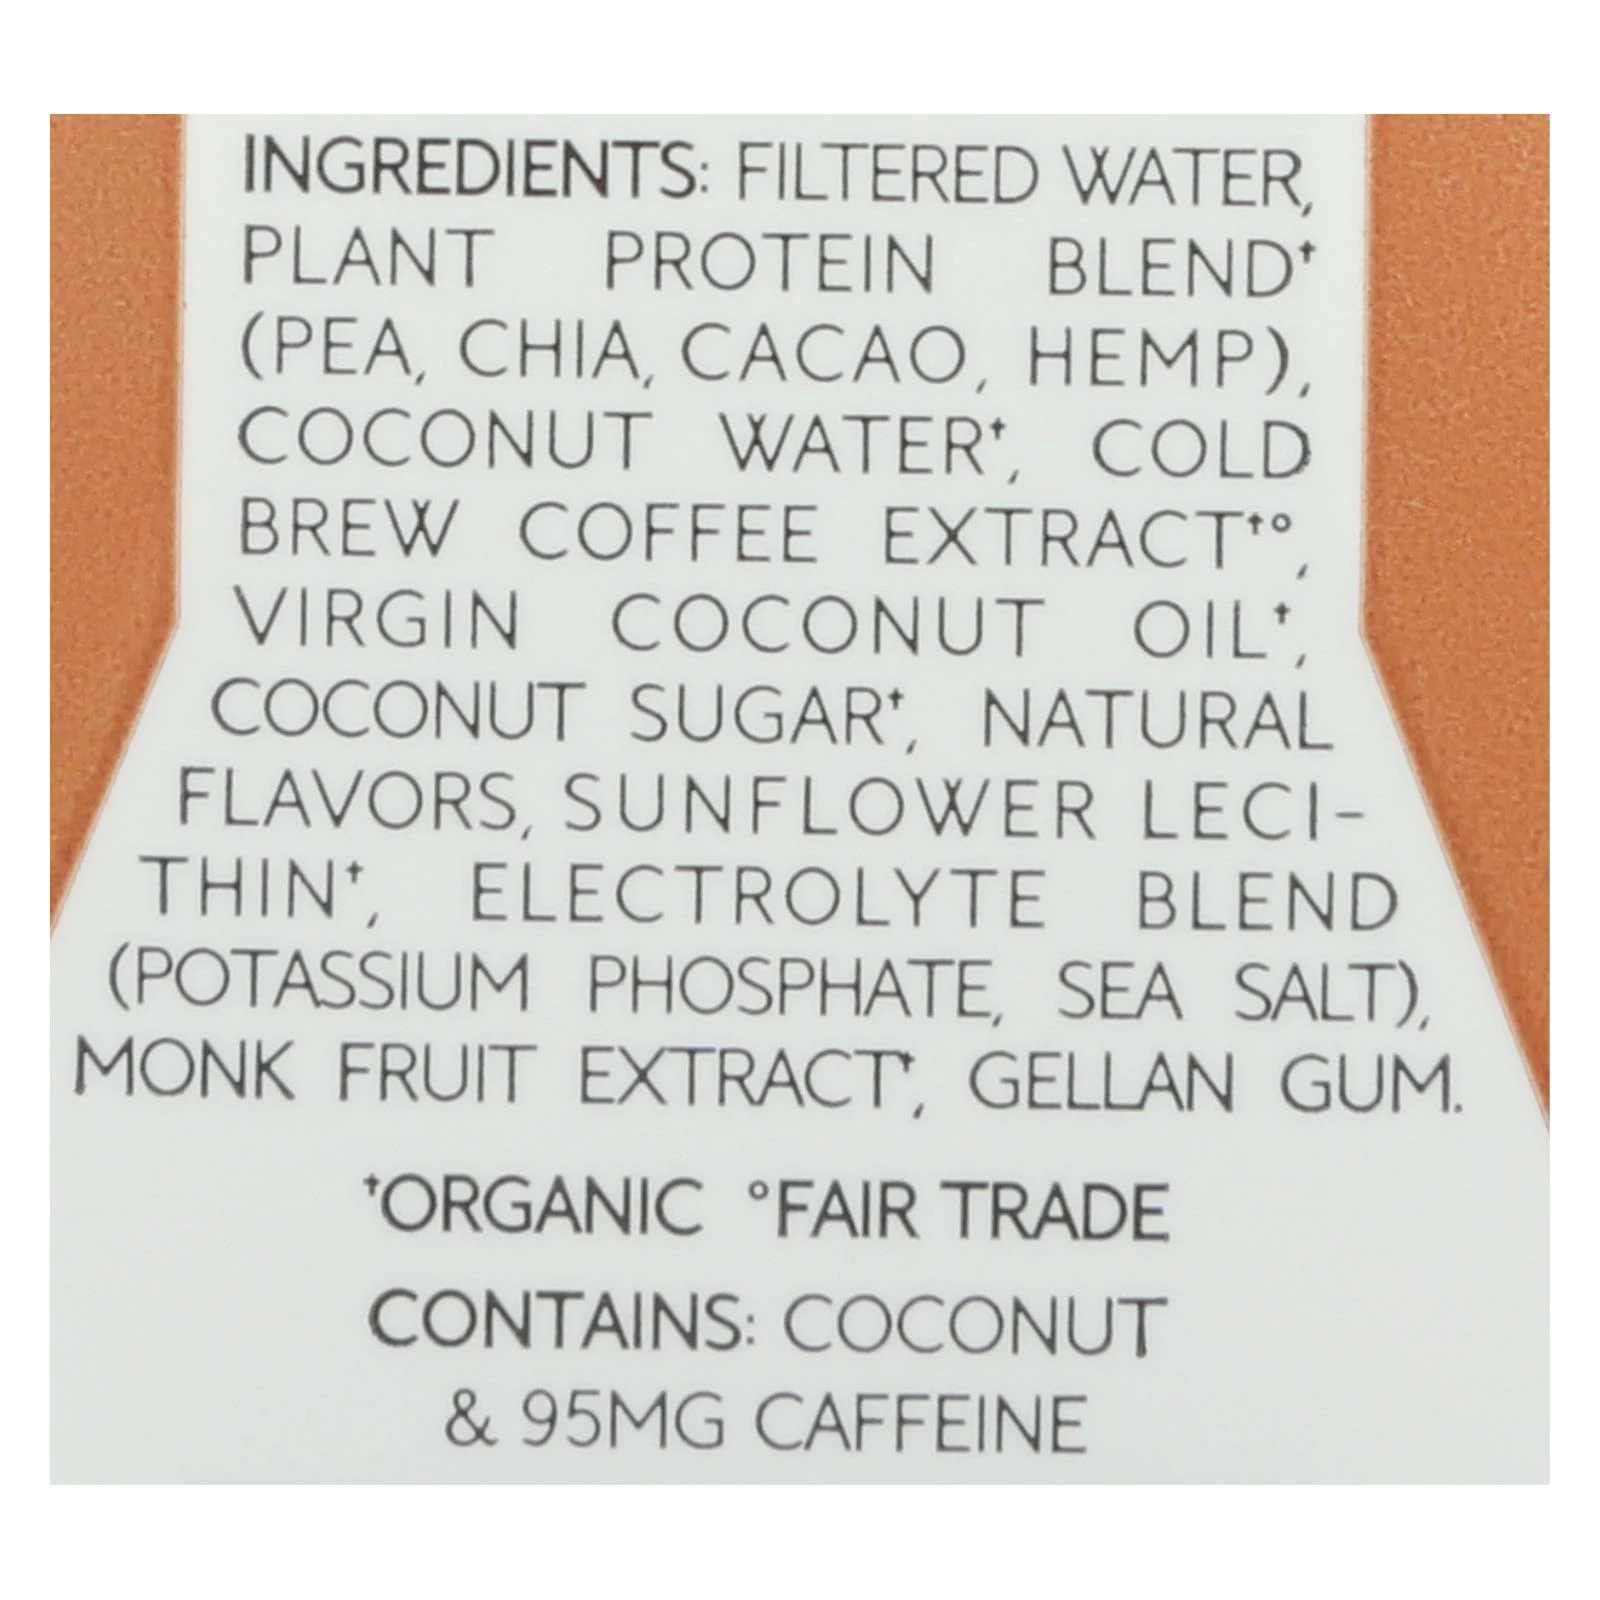 INGREDIENTS: FILTERED WATER,
PLANT PROTEIN BLEND†
(PEA, CHIA, CACAO, HEMP),
COCONUT WATER†, COLD
BREW COFFEE EXTRACT†°,
VIRGIN COCONUT OIL†,
COCONUT SUGAR†, NATURAL
FLAVORS, SUNFLOWER LECI-
THIN†, ELECTROLYTE BLEND
(POTASSIUM PHOSPHATE, SEA SALT),
MONK FRUIT EXTRACT†, GELLAN GUM.
†ORGANIC °FAIR TRADE
CONTAINS: COCONUT
& 95MG CAFFEINE